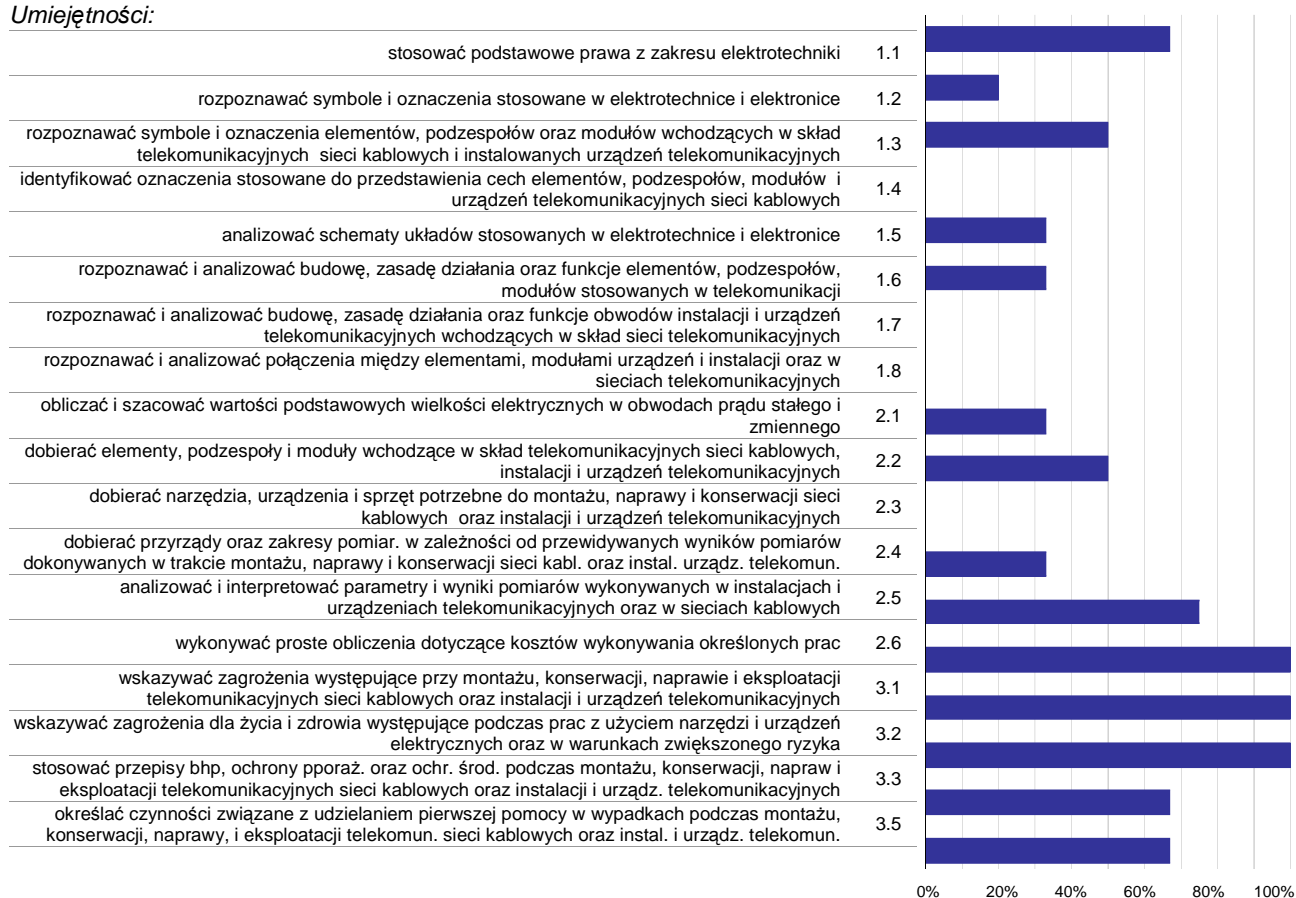 Umiejętności:
stosować podstawowe prawa z zakresu elektrotechniki 1.1
rozpoznawać symbole i oznaczenia stosowane w elektrotechnice i elektronice 1.2
rozpoznawać symbole i oznaczenia elementów, podzespołów oraz modułów wchodzących w skład
telekomunikacyjnych sieci kablowych i instalowanych urządzeń telekomunikacyjnych 1.3
identyfikować oznaczenia stosowane do przedstawienia cech elementów, podzespołów, modułów i
urządzeń telekomunikacyjnych sieci kablowych 1.4
analizować schematy układów stosowanych w elektrotechnice i elektronice 1.5
rozpoznawać i analizować budowę, zasadę działania oraz funkcje elementów, podzespołów,
modułów stosowanych w telekomunikacji 1.6
rozpoznawać i analizować budowę, zasadę działania oraz funkcje obwodów instalacji i urządzeń
telekomunikacyjnych wchodzących w skład sieci telekomunikacyjnych 1.7
rozpoznawać i analizować połączenia między elementami, modułami urządzeń i instalacji oraz w
sieciach telekomunikacyjnych 1.8
obliczać i szacować wartości podstawowych wielkości elektrycznych w obwodach prądu stałego i
zmiennego 2.1
dobierać elementy, podzespoły i moduły wchodzące w skład telekomunikacyjnych sieci kablowych,
instalacji i urządzeń telekomunikacyjnych 2.2
dobierać narzędzia, urządzenia i sprzęt potrzebne do montażu, naprawy i konserwacji sieci
kablowych oraz instalacji i urządzeń telekomunikacyjnych 2.3
dobierać przyrządy oraz zakresy pomiar. w zależności od przewidywanych wyników pomiarów
dokonywanych w trakcie montażu, naprawy i konserwacji sieci kabl. oraz instal. urządz. telekomun. 2.4
analizować i interpretować parametry i wyniki pomiarów wykonywanych w instalacjach i
urządzeniach telekomunikacyjnych oraz w sieciach kablowych 2.5
wykonywać proste obliczenia dotyczące kosztów wykonywania określonych prac 2.6
wskazywać zagrożenia występujące przy montażu, konserwacji, naprawie i eksploatacji
telekomunikacyjnych sieci kablowych oraz instalacji i urządzeń telekomunikacyjnych 3.1
wskazywać zagrożenia dla życia i zdrowia występujące podczas prac z użyciem narzędzi i urządzeń
elektrycznych oraz w warunkach zwiększonego ryzyka 3.2
stosować przepisy bhp, ochrony pporaż. oraz ochr. środ. podczas montażu, konserwacji, napraw i
eksploatacji telekomunikacyjnych sieci kablowych oraz instalacji i urządz. telekomunikacyjnych 3.3
określać czynności związane z udzielaniem pierwszej pomocy w wypadkach podczas montażu,
konserwacji, naprawy, i eksploatacji telekomun. sieci kablowych oraz instal. i urządz. telekomun. 3.5
0% 20% 40% 60% 80% 100%